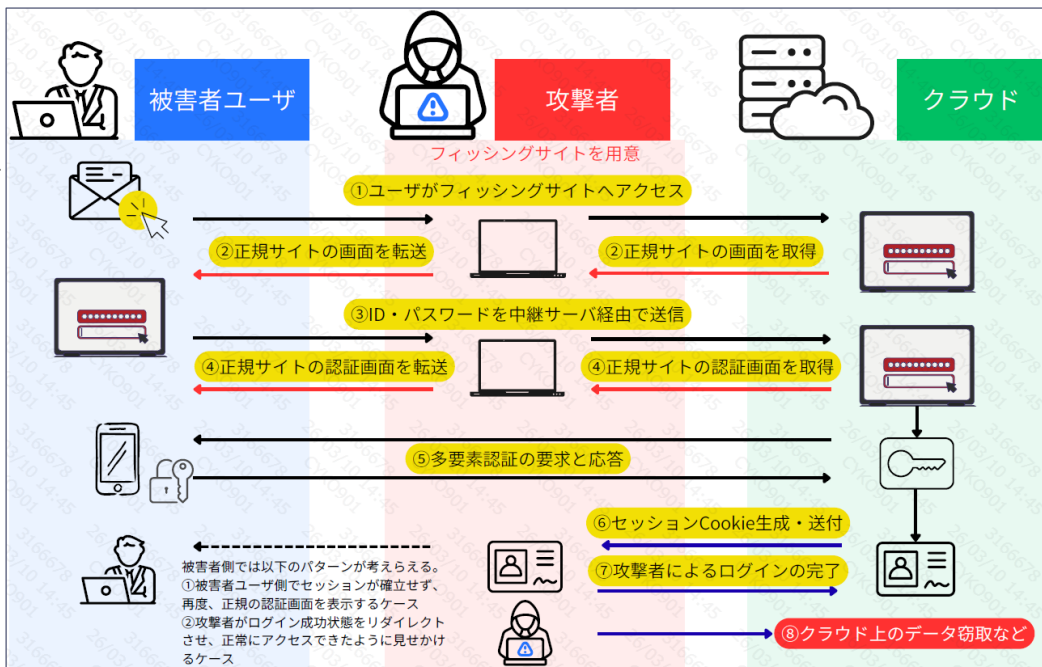 被害者ユーザ
攻撃者
クラウド
フィッシングサイトを用意
①ユーザがフィッシングサイトへアクセス
②正規サイトの画面を転送
②正規サイトの画面を取得
③ID・パスワードを中継サーバ経由で送信
④正規サイトの認証画面を転送
④正規サイトの認証画面を取得
⑤多要素認証の要求と応答
⑥セッションCookie生成・送付
⑦攻撃者によるログインの完了
被害者側では以下のパターンが考えらえる。
①被害者ユーザ側でセッションが確立せず、
再度、正規の認証画面を表示するケース
②攻撃者がログイン成功状態をリダイレクト
させ、正常にアクセスできたように見せかけ
るケース
⑧クラウド上のデータ窃取など
3166678
CYKO901
26/03/10 14:45